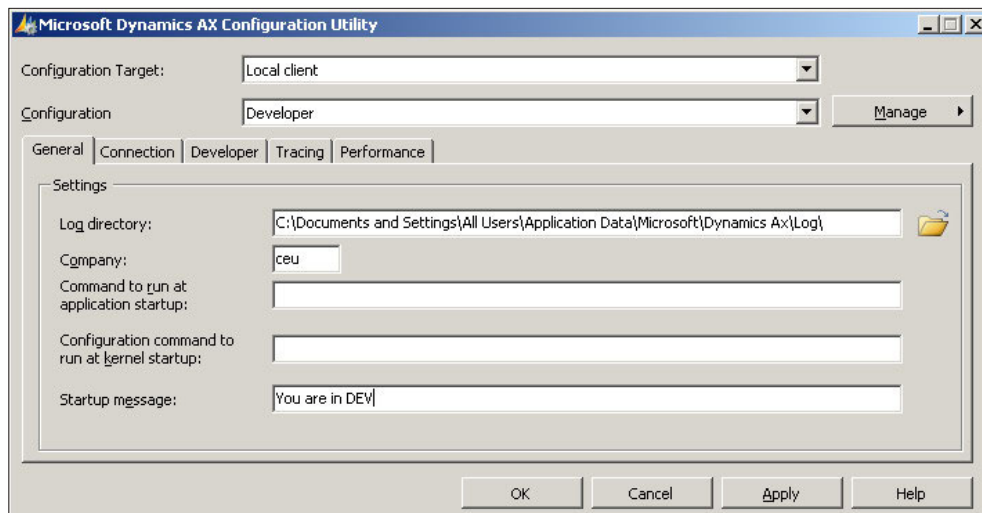 Microsoft Dynamics AX Configuration Utility
Configuration Target:
Local client
Configuration
Developer
Manage
General
Connection
Developer
Tracing
Performance
Settings
Log directory:
C:\Documents and Settings\All Users\Application Data\Microsoft\Dynamics Ax\Log\
Company:
ceu
Command to run at
application startup:
Configuration command to
run at kernel startup:
Startup message:
You are in DEV
OK
Cancel
Apply
Help